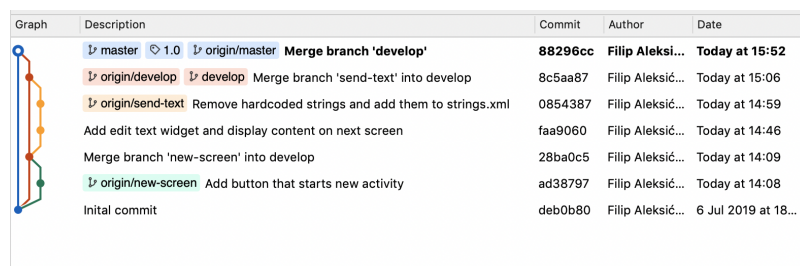 Graph Description Commit Author Date
master 1.0 origin/master Merge branch 'develop' 88296cc Filip Aleksi... Today at 15:52
origin/develop develop Merge branch 'send-text' into develop 8c5aa87 Filip Aleksić... Today at 15:06
origin/send-text Remove hardcoded strings and add them to strings.xml 0854387 Filip Aleksić... Today at 14:59
Add edit text widget and display content on next screen faa9060 Filip Aleksić... Today at 14:46
Merge branch 'new-screen' into develop 28ba0c5 Filip Aleksić... Today at 14:09
origin/new-screen Add button that starts new activity ad38797 Filip Aleksić... Today at 14:08
Inital commit deb0b80 Filip Aleksić... 6 Jul 2019 at 18...